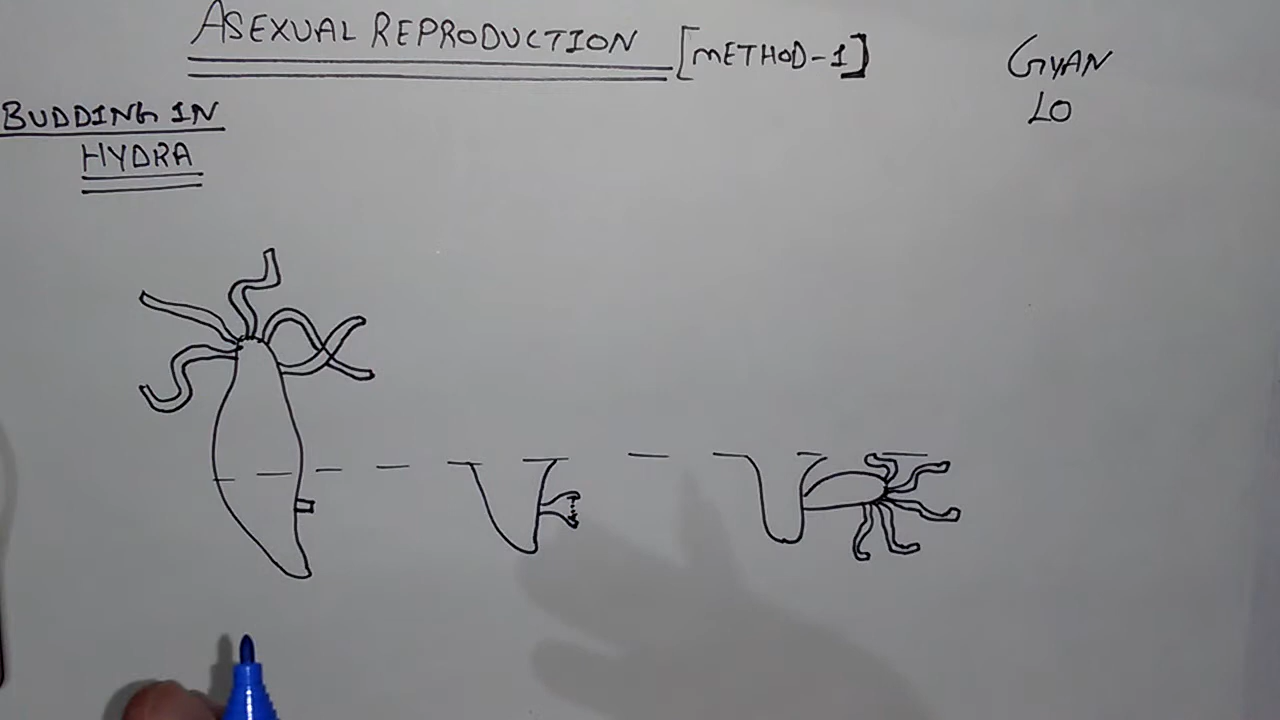 ASEXUAL REPRODUCTION [METHOD-1]
GYAN
LO
BUDDING IN
HYDRA